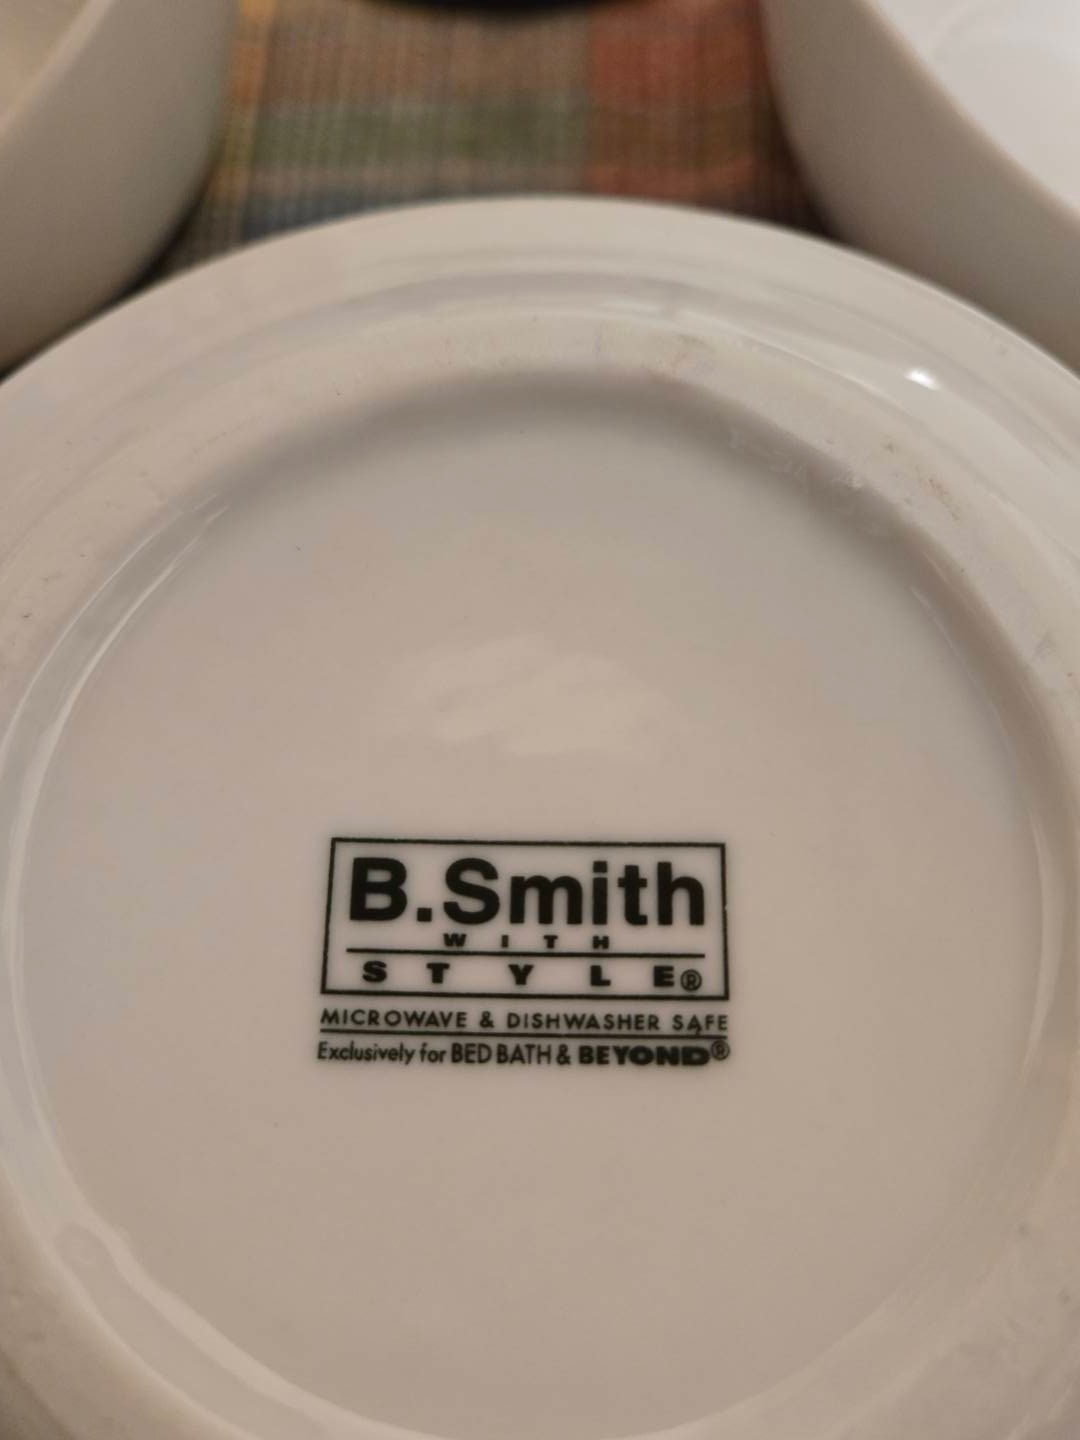 B.Smith
WITH
STYLE®
MICROWAVE & DISHWASHER SAFE
Exclusively for BED BATH & BEYOND®